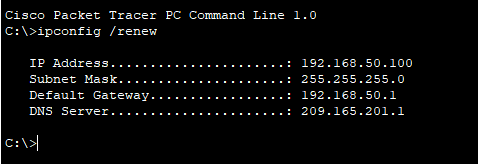 Cisco Packet Tracer PC Command Line 1.0
C:\>ipconfig /renew
IP Address......................: 192.168.50.100
Subnet Mask.....................: 255.255.255.0
Default Gateway.................: 192.168.50.1
DNS Server......................: 209.165.201.1
C:\>